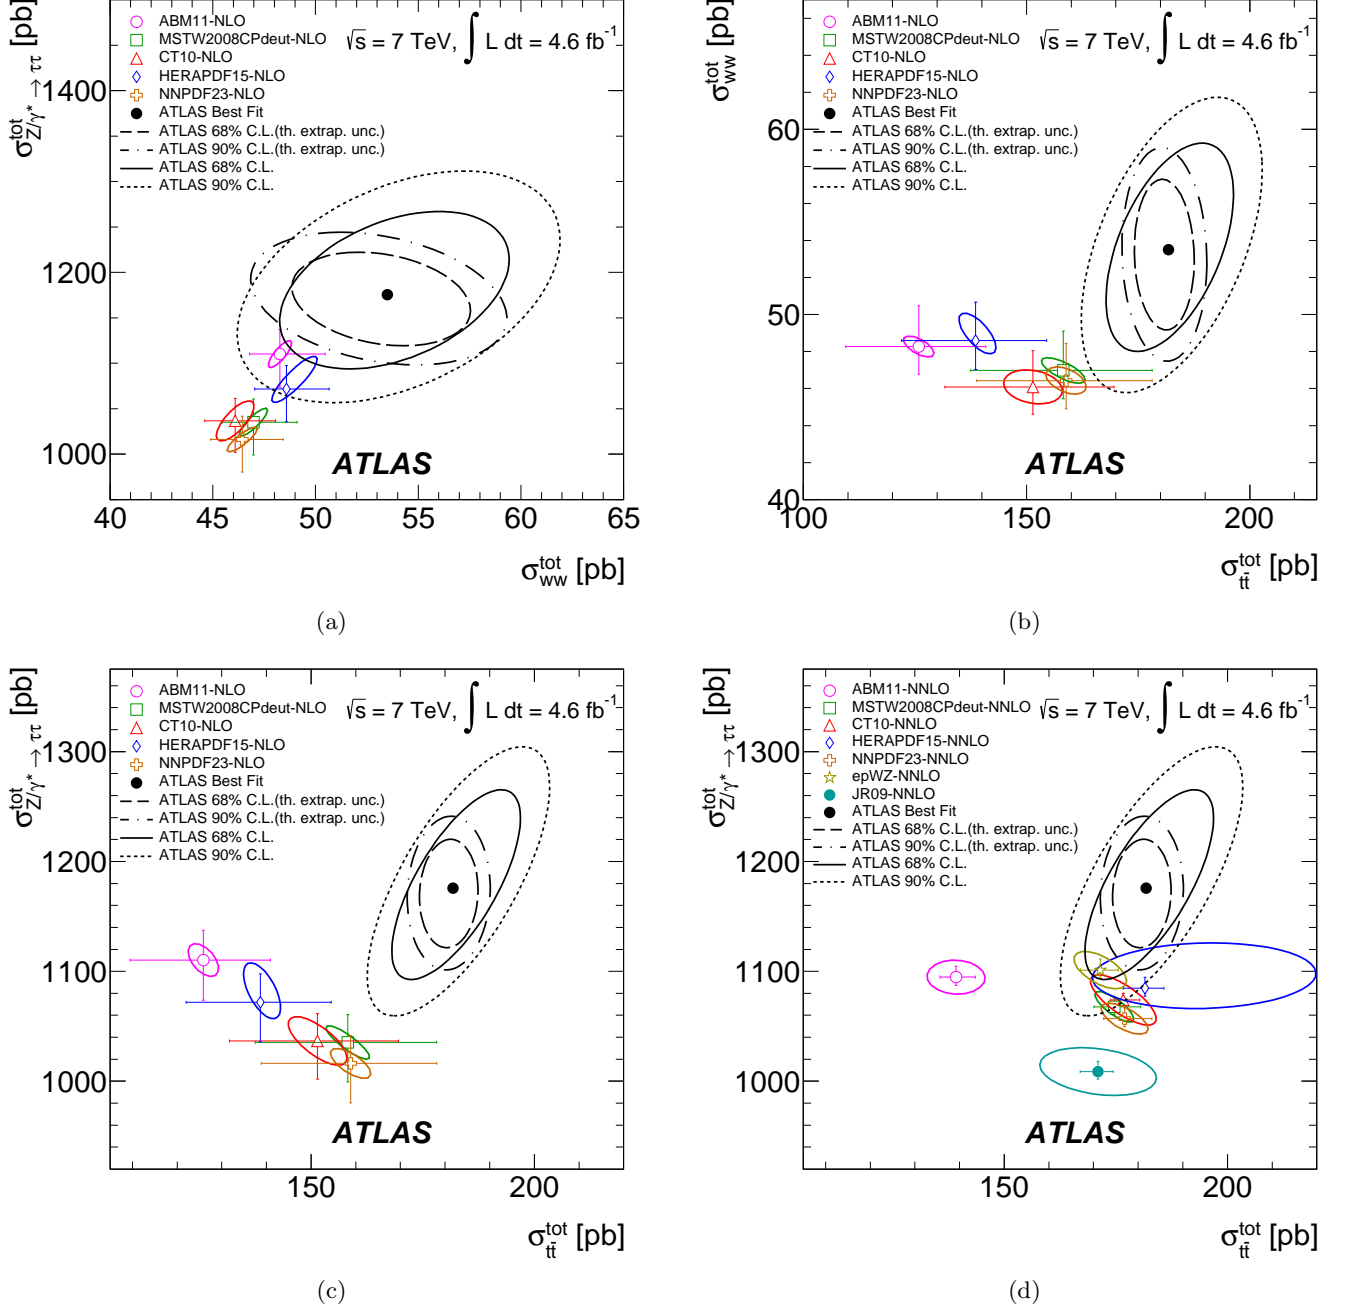 σ^tot_Z/γ*→ττ [pb]
ABM11-NLO
MSTW2008CPdeut-NLO
CT10-NLO
HERAPDF15-NLO
NNPDF23-NLO
ATLAS Best Fit
ATLAS 68% C.L.(th. extrap. unc.)
ATLAS 90% C.L.(th. extrap. unc.)
ATLAS 68% C.L.
ATLAS 90% C.L.
√s = 7 TeV, ∫ L dt = 4.6 fb⁻¹
1400
1200
1000
ATLAS
40 45 50 55 60 65
σ^tot_WW [pb]
(a)
σ^tot_WW [pb]
ABM11-NLO
MSTW2008CPdeut-NLO
CT10-NLO
HERAPDF15-NLO
NNPDF23-NLO
ATLAS Best Fit
ATLAS 68% C.L.(th. extrap. unc.)
ATLAS 90% C.L.(th. extrap. unc.)
ATLAS 68% C.L.
ATLAS 90% C.L.
√s = 7 TeV, ∫ L dt = 4.6 fb⁻¹
60
50
40
ATLAS
100 150 200
σ^tot_tt̄ [pb]
(b)
σ^tot_Z/γ*→ττ [pb]
ABM11-NLO
MSTW2008CPdeut-NLO
CT10-NLO
HERAPDF15-NLO
NNPDF23-NLO
ATLAS Best Fit
ATLAS 68% C.L.(th. extrap. unc.)
ATLAS 90% C.L.(th. extrap. unc.)
ATLAS 68% C.L.
ATLAS 90% C.L.
√s = 7 TeV, ∫ L dt = 4.6 fb⁻¹
1300
1200
1100
1000
ATLAS
150 200
σ^tot_tt̄ [pb]
(c)
σ^tot_Z/γ*→ττ [pb]
ABM11-NNLO
MSTW2008CPdeut-NNLO
CT10-NNLO
HERAPDF15-NNLO
NNPDF23-NNLO
epWZ-NNLO
JR09-NNLO
ATLAS Best Fit
ATLAS 68% C.L.(th. extrap. unc.)
ATLAS 90% C.L.(th. extrap. unc.)
ATLAS 68% C.L.
ATLAS 90% C.L.
√s = 7 TeV, ∫ L dt = 4.6 fb⁻¹
1300
1200
1100
1000
ATLAS
150 200
σ^tot_tt̄ [pb]
(d)